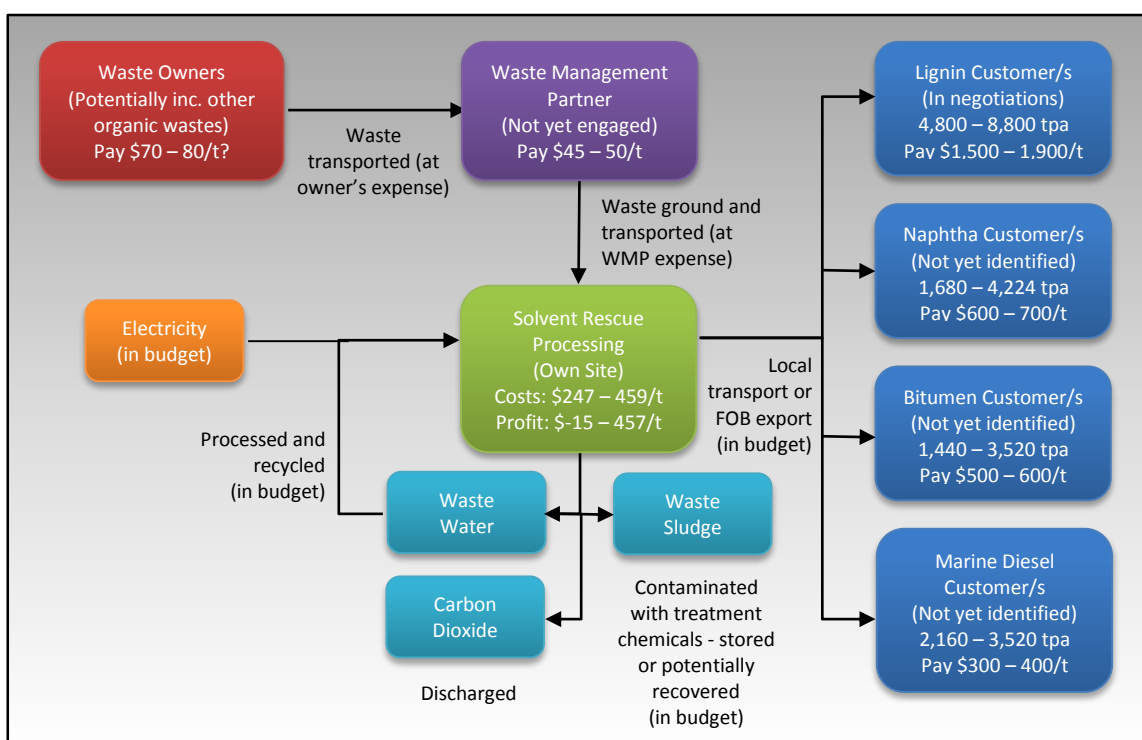 Waste Owners
(Potentially inc. other
organic wastes)
Pay $70 – 80/t?
Waste
transported (at
owner's expense)
Waste Management
Partner
(Not yet engaged)
Pay $45 – 50/t
Waste ground and
transported (at
WMP expense)
Electricity
(in budget)
Solvent Rescue
Processing
(Own Site)
Costs: $247 – 459/t
Profit: $-15 – 457/t
Processed and
recycled
(in budget)
Waste
Water
Waste
Sludge
Carbon
Dioxide
Discharged
Contaminated
with treatment
chemicals - stored
or potentially
recovered
(in budget)
Local
transport or
FOB export
(in budget)
Lignin Customer/s
(In negotiations)
4,800 – 8,800 tpa
Pay $1,500 – 1,900/t
Naphtha Customer/s
(Not yet identified)
1,680 – 4,224 tpa
Pay $600 – 700/t
Bitumen Customer/s
(Not yet identified)
1,440 – 3,520 tpa
Pay $500 – 600/t
Marine Diesel
Customer/s
(Not yet identified)
2,160 – 3,520 tpa
Pay $300 – 400/t